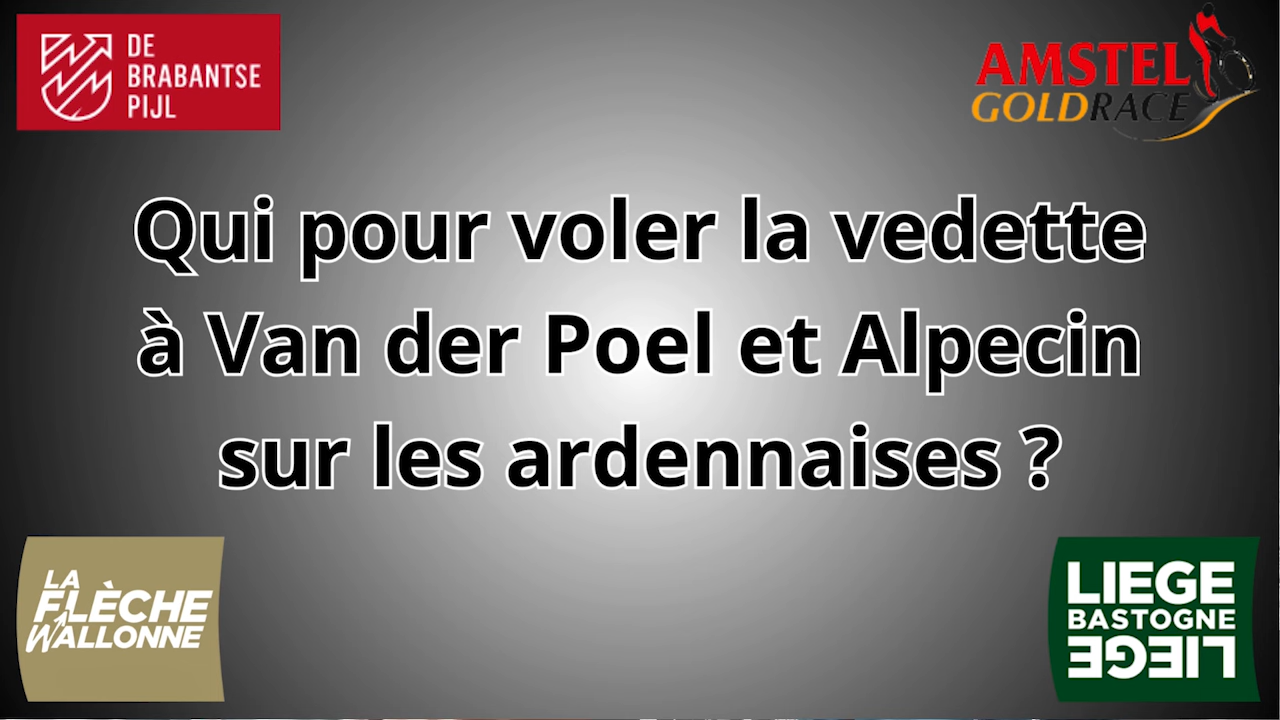 DE
BRABANTSE
PIJL
AMSTEL
GOLDRACE
Qui pour voler la vedette
à Van der Poel et Alpecin
sur les ardennaises ?
LA
FLÈCHE
WALLONNE
LIEGE
BASTOGNE
LIEGE